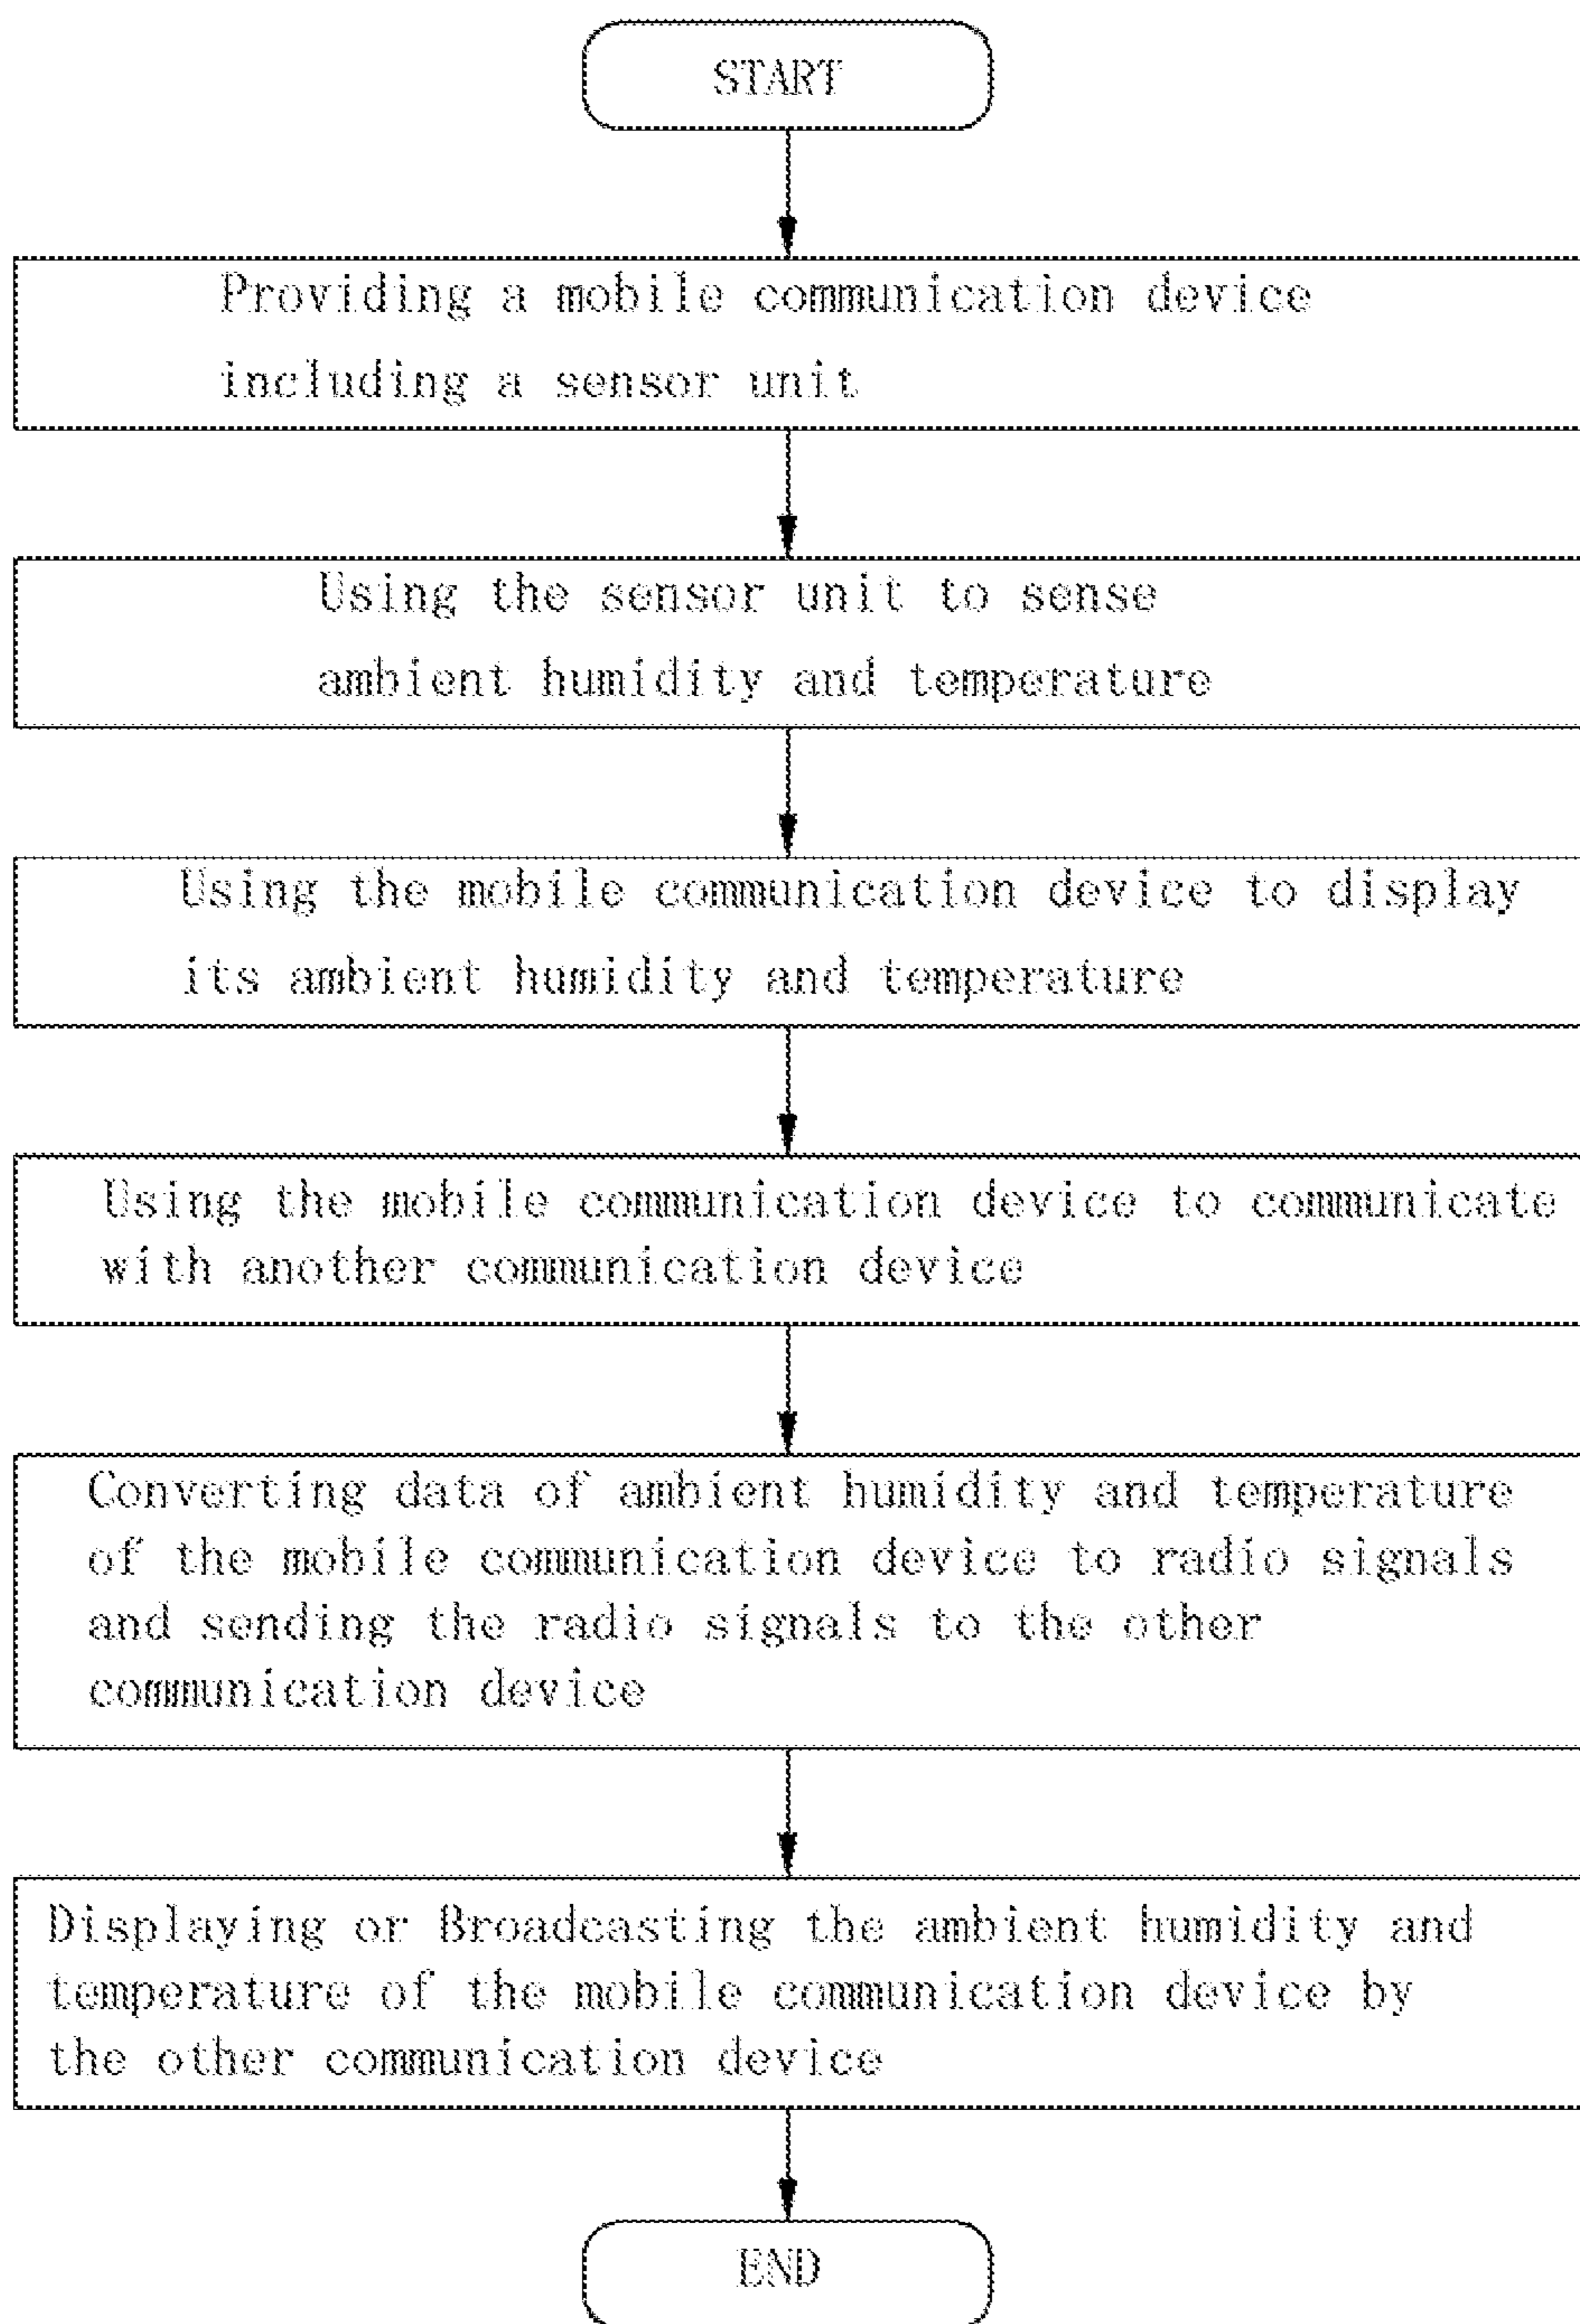 START
Providing a mobile communication device
including a sensor unit
Using the sensor unit to sense
ambient humidity and temperature
Using the mobile communication device to display
its ambient humidity and temperature
Using the mobile communication device to communicate
with another communication device
Converting data of ambient humidity and temperature
of the mobile communication device to radio signals
and sending the radio signals to the other
communication device
Displaying or Broadcasting the ambient humidity and
temperature of the mobile communication device by
the other communication device
END